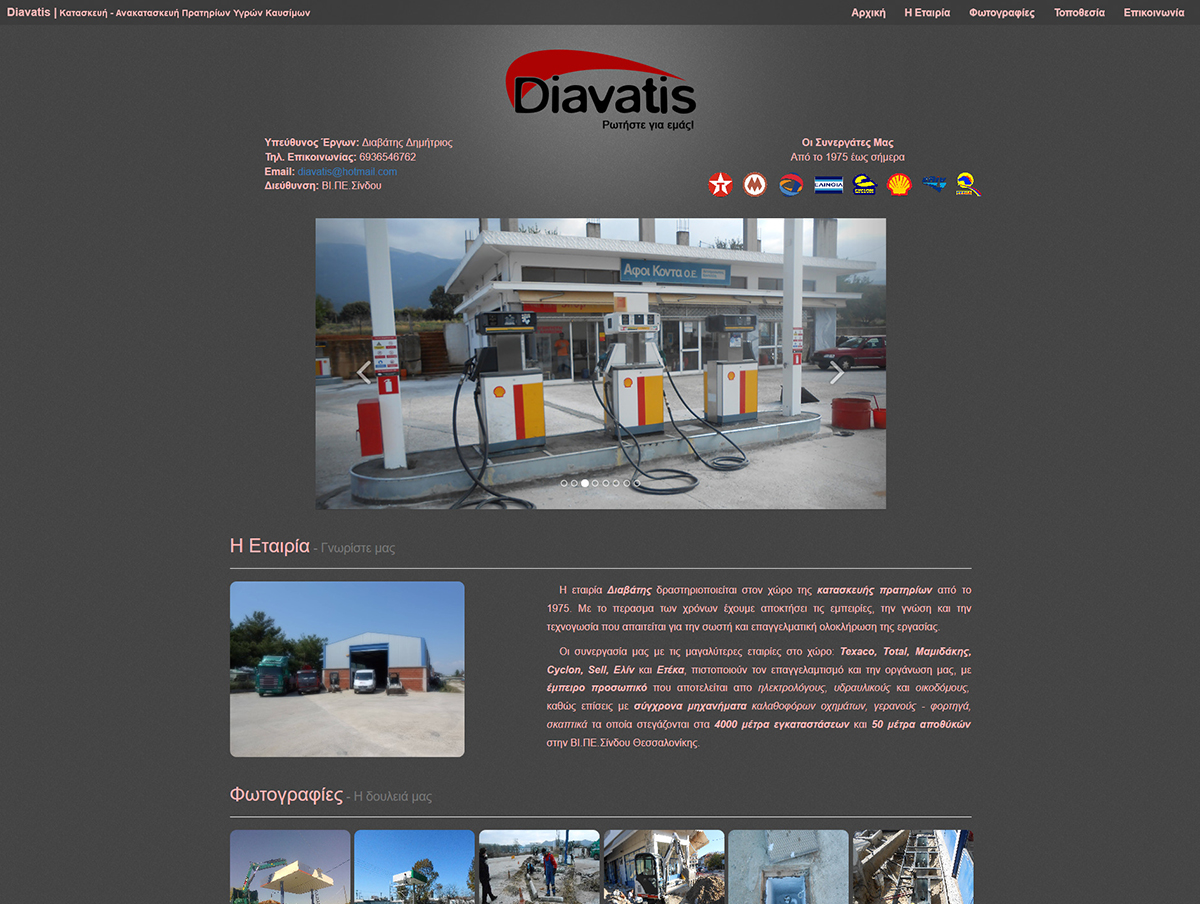 Diavatis | Κατασκευή - Ανακατασκευή Πρατηρίων Υγρών Καυσίμων
Αρχική Η Εταιρία Φωτογραφίες Τοποθεσία Επικοινωνία
Diavatis
Ρωτήστε για εμάς!
Υπεύθυνος Έργων: Διαβάτης Δημήτριος
Τηλ. Επικοινωνίας: 6936546762
Email: diavatis@hotmail.com
Διεύθυνση: ΒΙ.ΠΕ Σίνδου
Οι Συνεργάτες Μας
Από το 1975 έως σήμερα
Αφοι Κοντα Ο.Ε.
Η Εταιρία - Γνωρίστε μας
Η εταιρία Διαβάτης δραστηριοποιείται στον χώρο της κατασκευής πρατηρίων από το
1975. Με το περασμα των χρόνων έχουμε αποκτήσει τις εμπειρίες, την γνώση και την
τεχνογωσία που απαιτείται για την σωστή και επαγγελματική ολοκλήρωση της εργασίας.
Οι συνεργασία μας με τις μαγαλύτερες εταιρίες στο χώρο: Texaco, Total, Μαμιδάκης,
Cyclon, Sell, Ελίν και Ετέκα, πιστοποιούν τον επαγγελματισμό και την οργάνωση μας, με
έμπειρο προσωπικό που αποτελείται απο ηλεκτρολόγους, υδραυλικούς και οικοδόμους,
καθώς επίσεις με σύγχρονα μηχανήματα καλαθοφόρων οχημάτων, γερανούς - φορτηγά,
σκαπτικά τα οποία στεγάζονται στα 4000 μέτρα εγκαταστάσεων και 50 μέτρα αποθύκών
στην ΒΙ.ΠΕ.Σίνδου Θεσσαλονίκης.
Φωτογραφίες - Η δουλειά μας